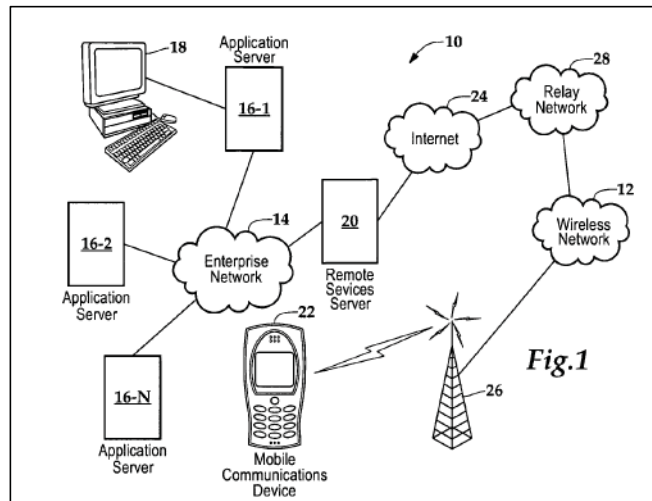 18
Application
Server
16-1
10
24
Internet
28
Relay
Network
12
Wireless
Network
14
Enterprise
Network
20
Remote
Sevices
Server
16-2
Application
Server
16-N
Application
Server
22
Mobile
Communications
Device
26
Fig.1